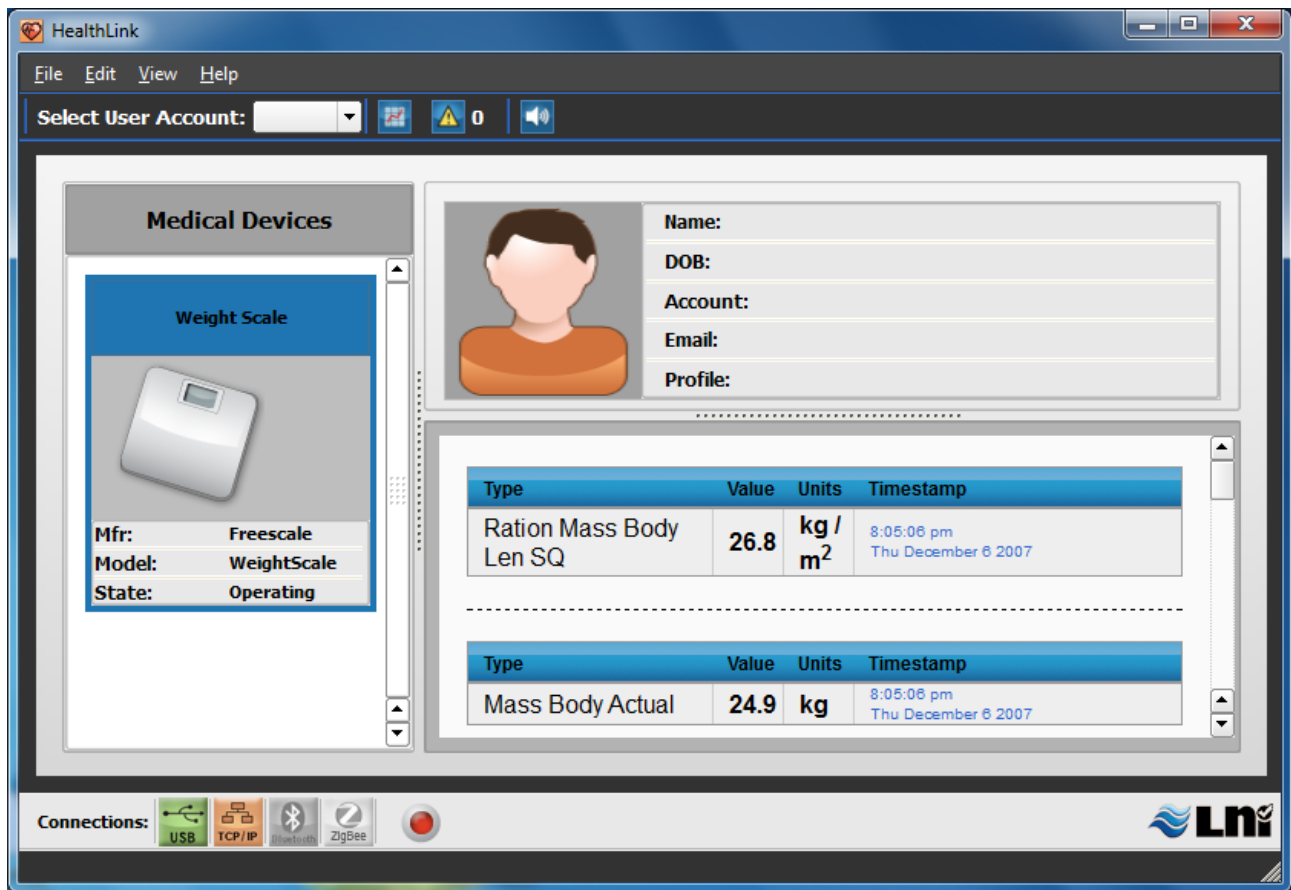 HealthLink
File Edit View Help
Select User Account: 0
Medical Devices
Weight Scale
Mfr: Freescale
Model: WeightScale
State: Operating
Name:
DOB:
Account:
Email:
Profile:
Type Value Units Timestamp
Ration Mass Body
Len SQ
26.8
kg /
m²
8:05:06 pm
Thu December 6 2007
Type Value Units Timestamp
Mass Body Actual 24.9 kg
8:05:06 pm
Thu December 6 2007
Connections: USB TCP/IP Bluetooth ZigBee
LNI